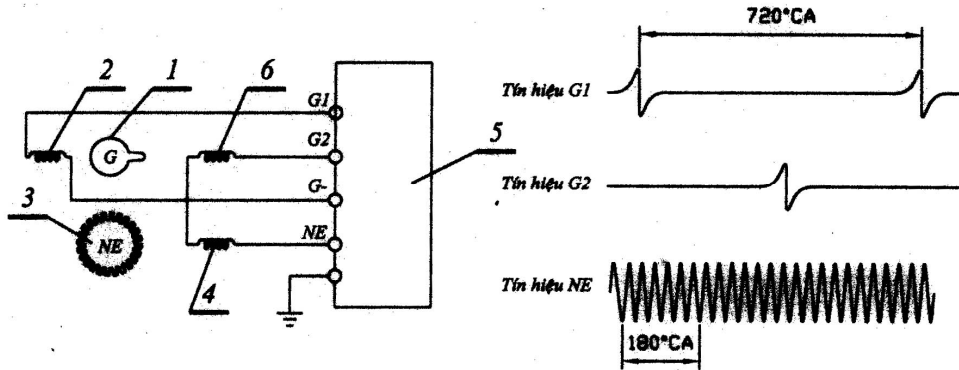 2
1
6
G1
G2
G-
NE
5
3
G
NE
4
720°CA
Tín hiệu G1
Tín hiệu G2
Tín hiệu NE
180°CA